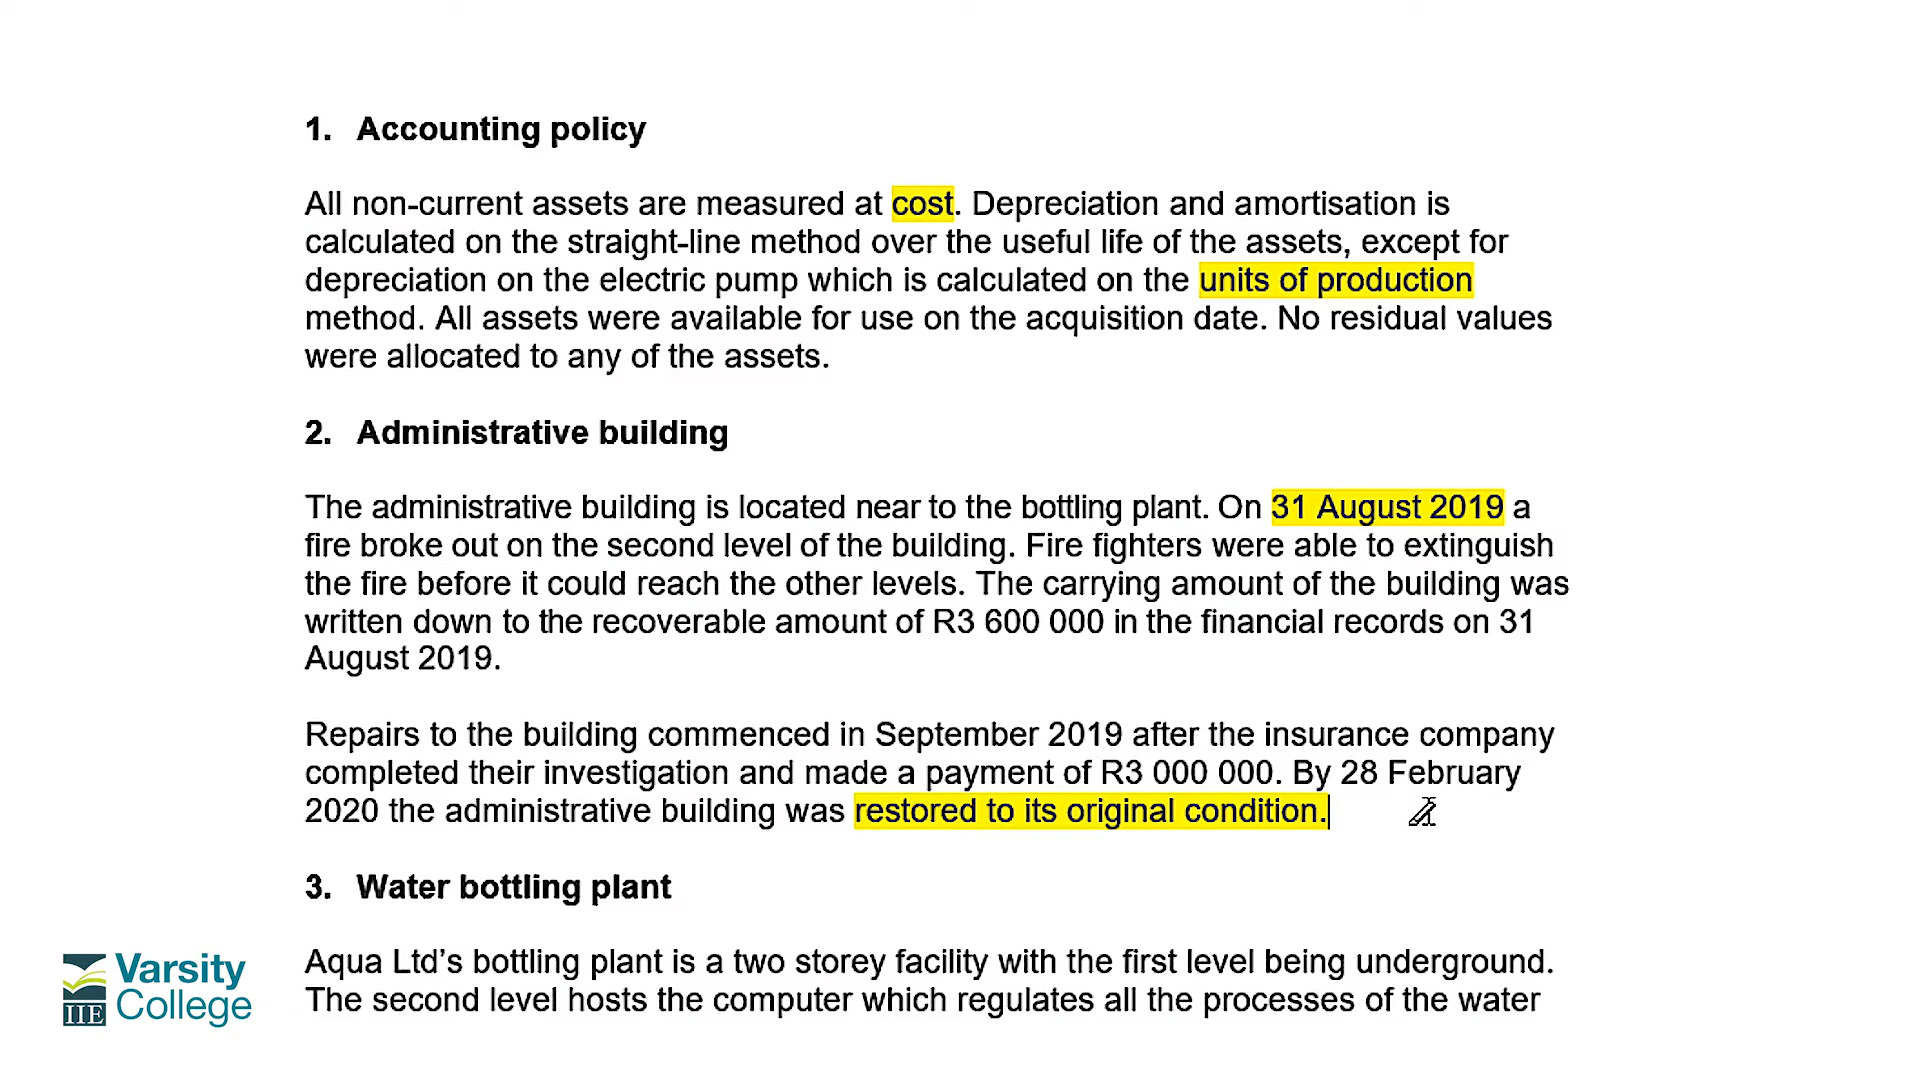 1. Accounting policy
All non-current assets are measured at cost. Depreciation and amortisation is
calculated on the straight-line method over the useful life of the assets, except for
depreciation on the electric pump which is calculated on the units of production
method. All assets were available for use on the acquisition date. No residual values
were allocated to any of the assets.
2. Administrative building
The administrative building is located near to the bottling plant. On 31 August 2019 a
fire broke out on the second level of the building. Fire fighters were able to extinguish
the fire before it could reach the other levels. The carrying amount of the building was
written down to the recoverable amount of R3 600 000 in the financial records on 31
August 2019.
Repairs to the building commenced in September 2019 after the insurance company
completed their investigation and made a payment of R3 000 000. By 28 February
2020 the administrative building was restored to its original condition.
3. Water bottling plant
Aqua Ltd's bottling plant is a two storey facility with the first level being underground.
The second level hosts the computer which regulates all the processes of the water
Varsity
College
IIE